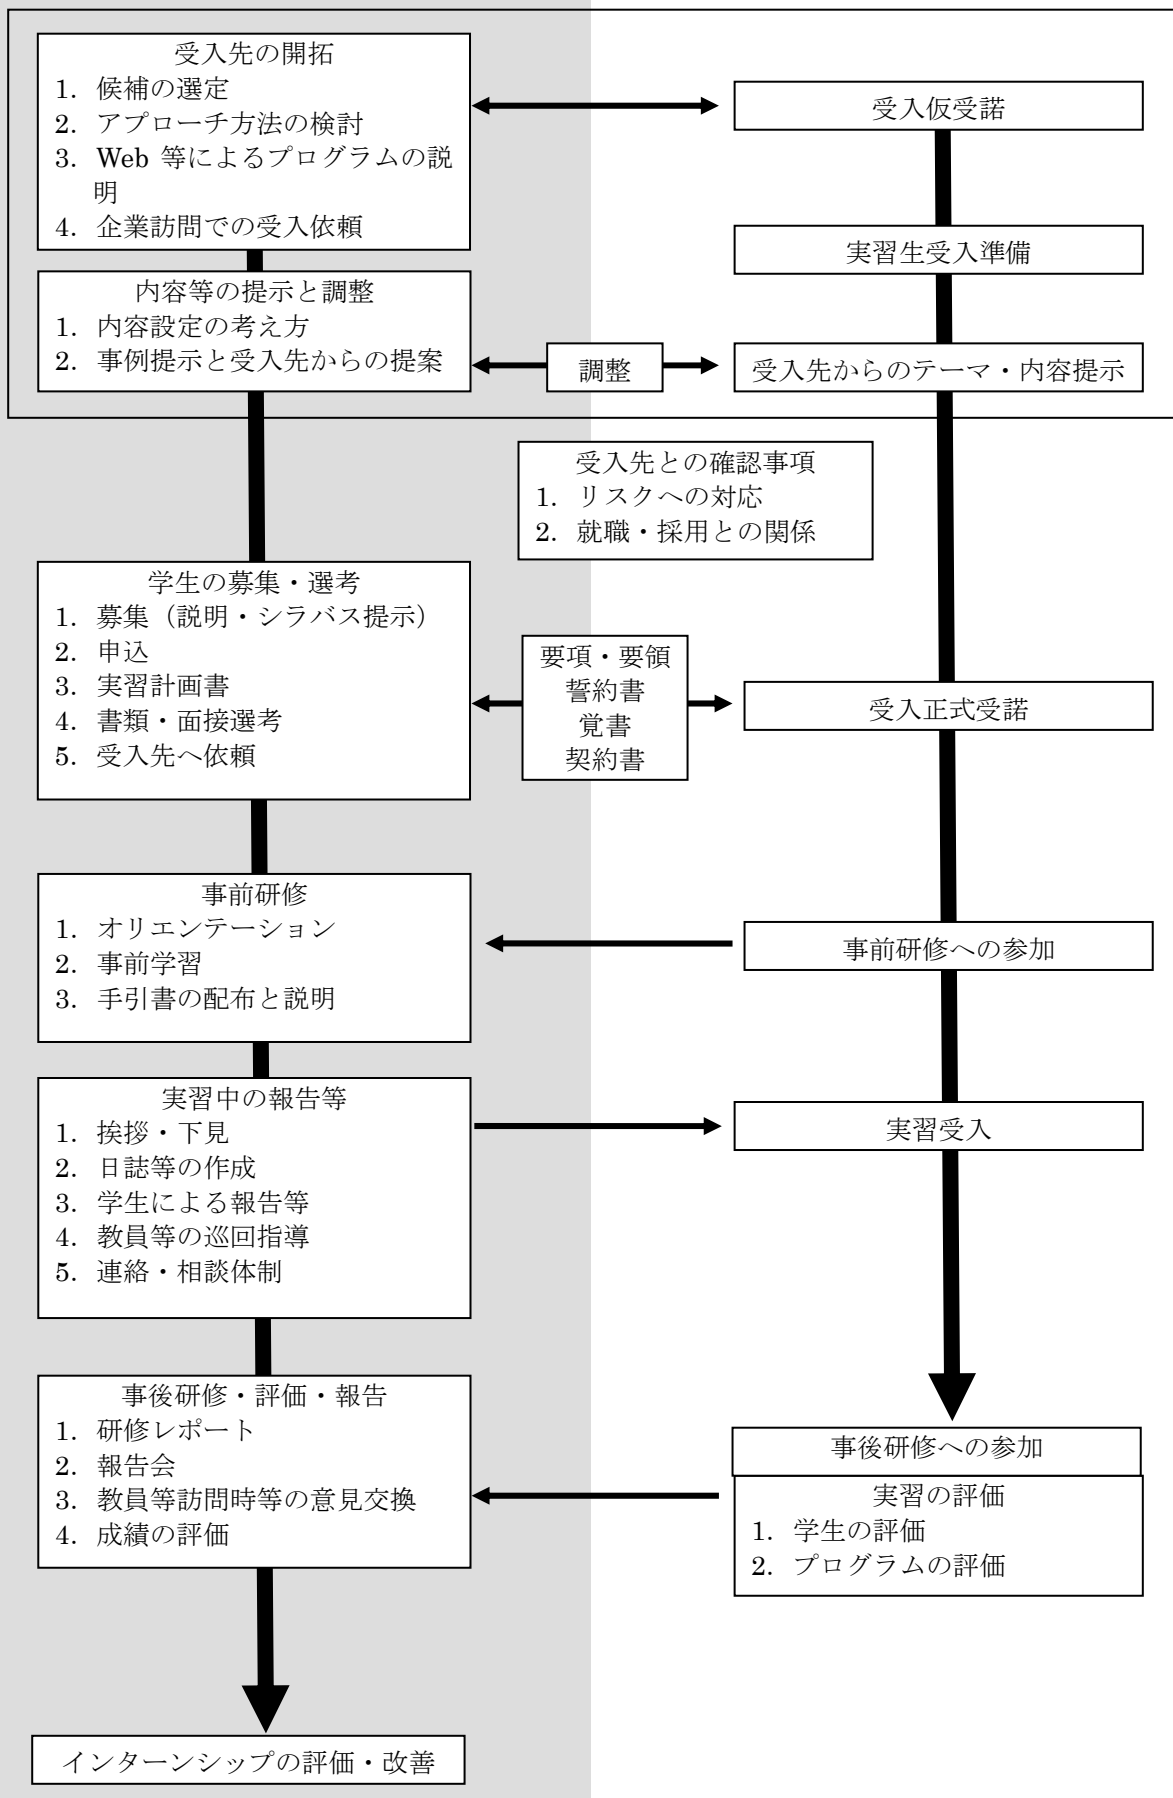 受入先の開拓
1. 候補の選定
2. アプローチ方法の検討
3. Web 等によるプログラムの説
明
4. 企業訪問での受入依頼
受入仮受諾
実習生受入準備
内容等の提示と調整
1. 内容設定の考え方
2. 事例提示と受入先からの提案
調整
受入先からのテーマ・内容提示
受入先との確認事項
1. リスクへの対応
2. 就職・採用との関係
学生の募集・選考
1. 募集（説明・シラバス提示）
2. 申込
3. 実習計画書
4. 書類・面接選考
5. 受入先へ依頼
要項・要領
誓約書
覚書
契約書
受入正式受諾
事前研修
1. オリエンテーション
2. 事前学習
3. 手引書の配布と説明
事前研修への参加
実習中の報告等
1. 挨拶・下見
2. 日誌等の作成
3. 学生による報告等
4. 教員等の巡回指導
5. 連絡・相談体制
実習受入
事後研修・評価・報告
1. 研修レポート
2. 報告会
3. 教員等訪問時等の意見交換
4. 成績の評価
事後研修への参加
実習の評価
1. 学生の評価
2. プログラムの評価
インターンシップの評価・改善